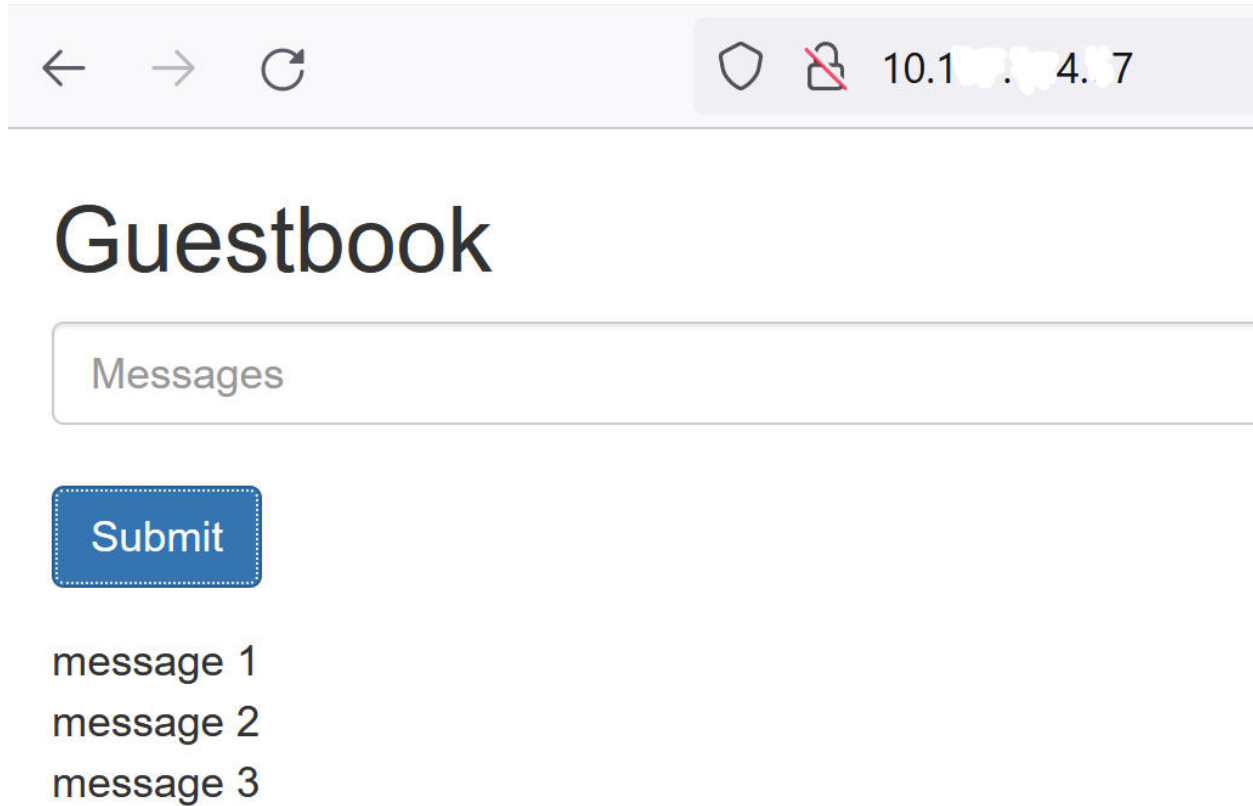 10.1 . 4. 7
Guestbook
Messages
Submit
message 1
message 2
message 3